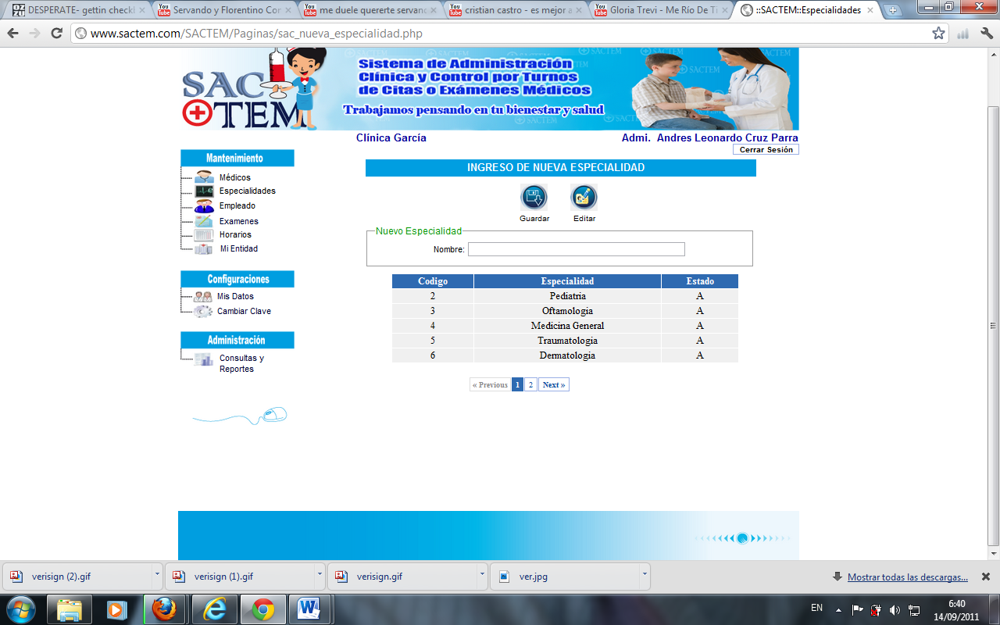 DESPERATE- gettin checkl
Servando y Florentino Cor
me duele quererte servand
cristian castro - es mejor a
Gloria Trevi - Me Río De Ti
::SACTEM::Especialidades
www.sactem.com/SACTEM/Paginas/sac_nueva_especialidad.php
SACTEM
Sistema de Administración
Clínica y Control por Turnos
de Citas o Exámenes Médicos
Trabajamos pensando en tu bienestar y salud
Clínica García
Admi. Andres Leonardo Cruz Parra
Cerrar Sesión
Mantenimiento
Médicos
Especialidades
Empleado
Examenes
Horarios
Mi Entidad
Configuraciones
Mis Datos
Cambiar Clave
Administración
Consultas y
Reportes
INGRESO DE NUEVA ESPECIALIDAD
Guardar Editar
Nuevo Especialidad
Nombre:
Codigo Especialidad Estado
2 Pediatria A
3 Oftamologia A
4 Medicina General A
5 Traumatologia A
6 Dermatologia A
« Previous 1 2 Next »
verisign (2).gif
verisign (1).gif
verisign.gif
ver.jpg
Mostrar todas las descargas...
EN
6:40
14/09/2011